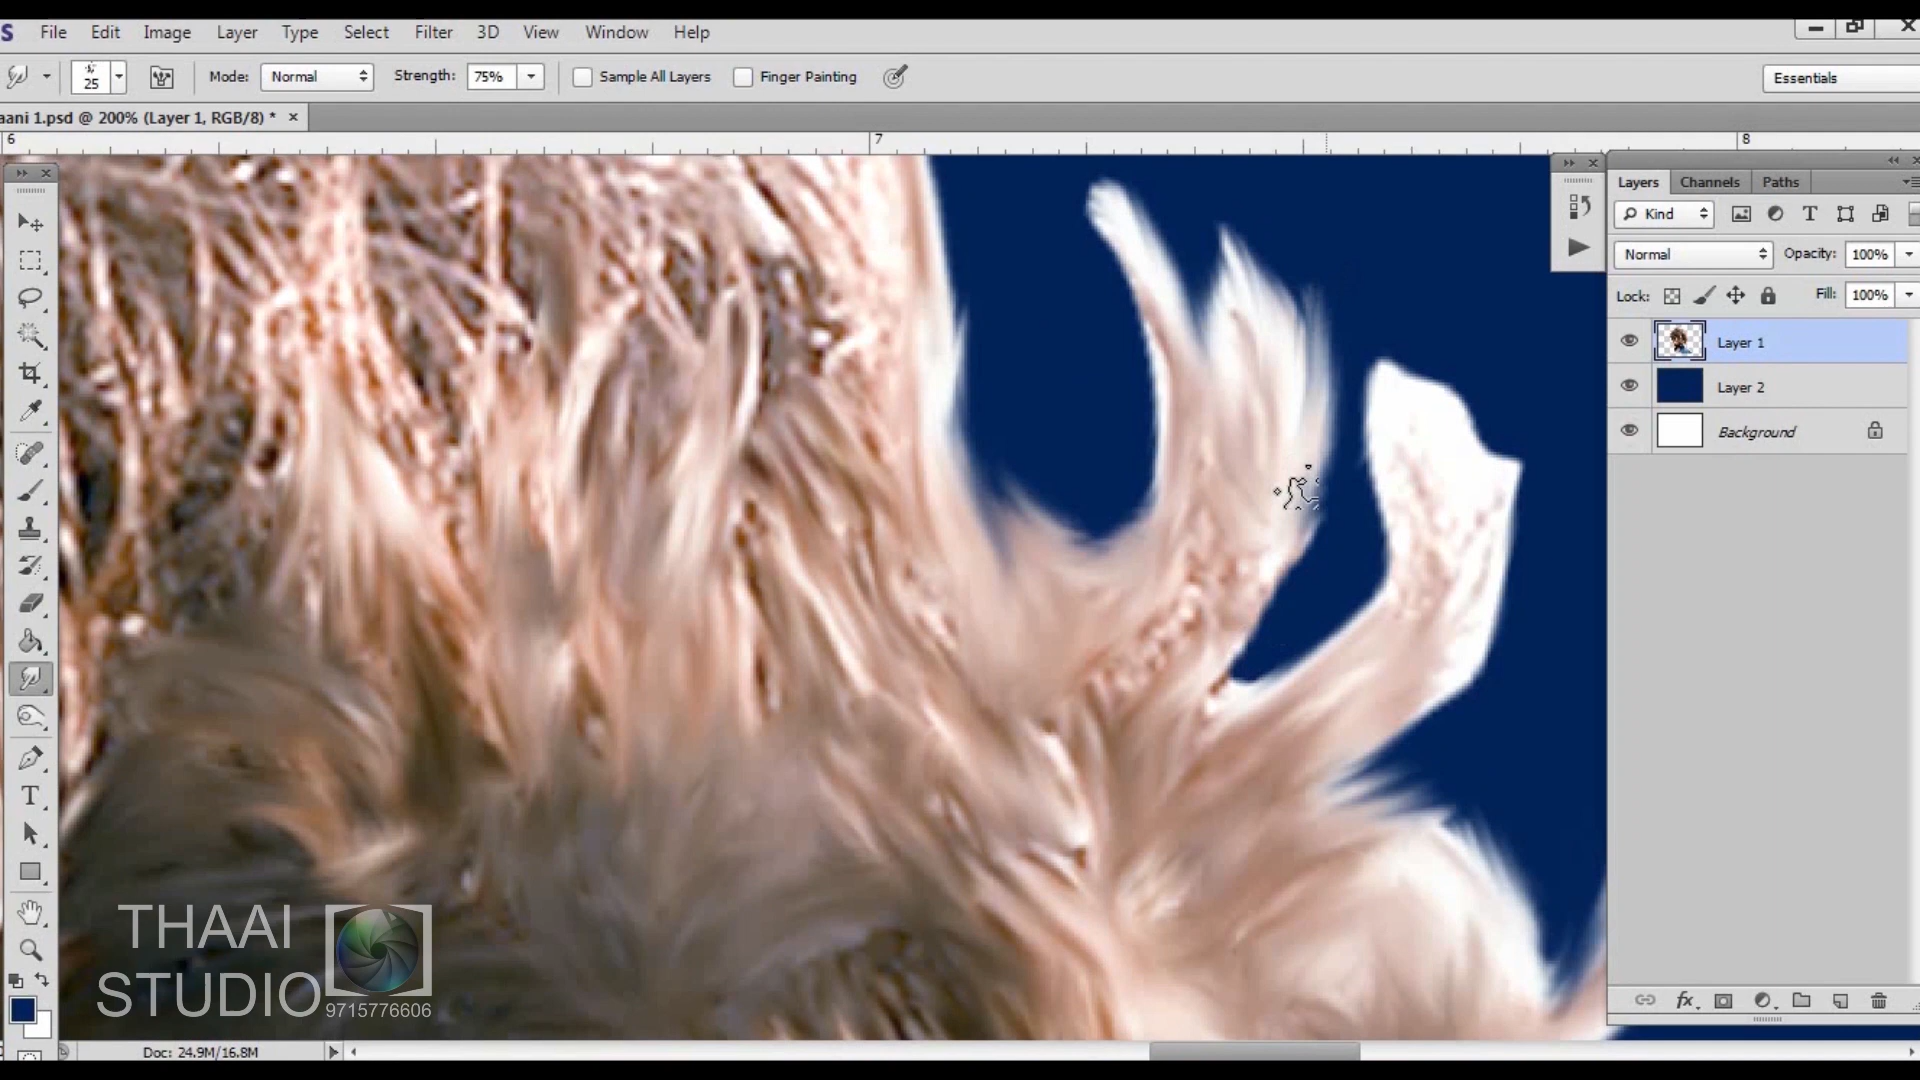 S File Edit Image Layer Type Select Filter 3D View Window Help
25 Mode: Normal Strength: 75% Sample All Layers Finger Painting Essentials
aani 1.psd @ 200% (Layer 1, RGB/8) * ×
6 7 8
Layers Channels Paths
Kind
Normal Opacity: 100%
Lock: Fill: 100%
Layer 1
Layer 2
Background
THAAI
STUDIO
9715776606
fx
Doc: 24.9M/16.8M